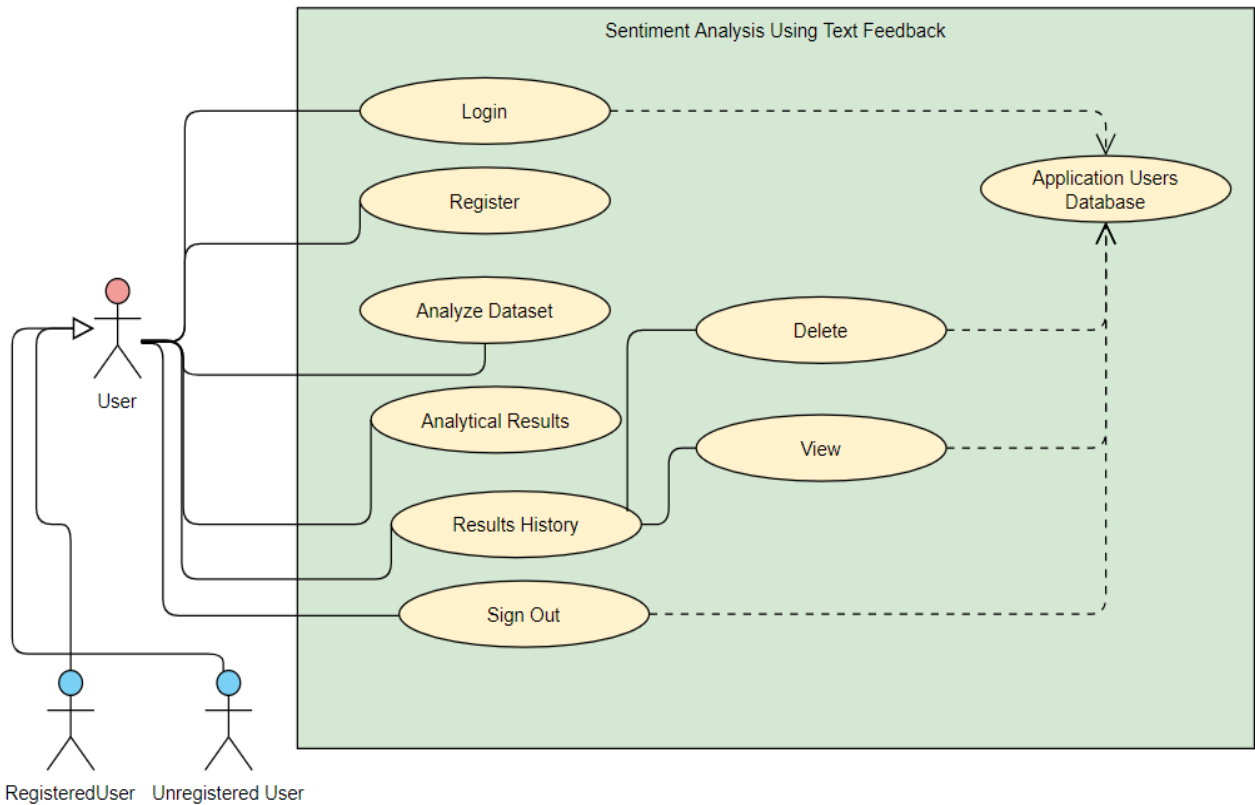 Sentiment Analysis Using Text Feedback
Login
Application Users
Database
Register
Analyze Dataset
Delete
User
Analytical Results
View
Results History
Sign Out
RegisteredUser
Unregistered User